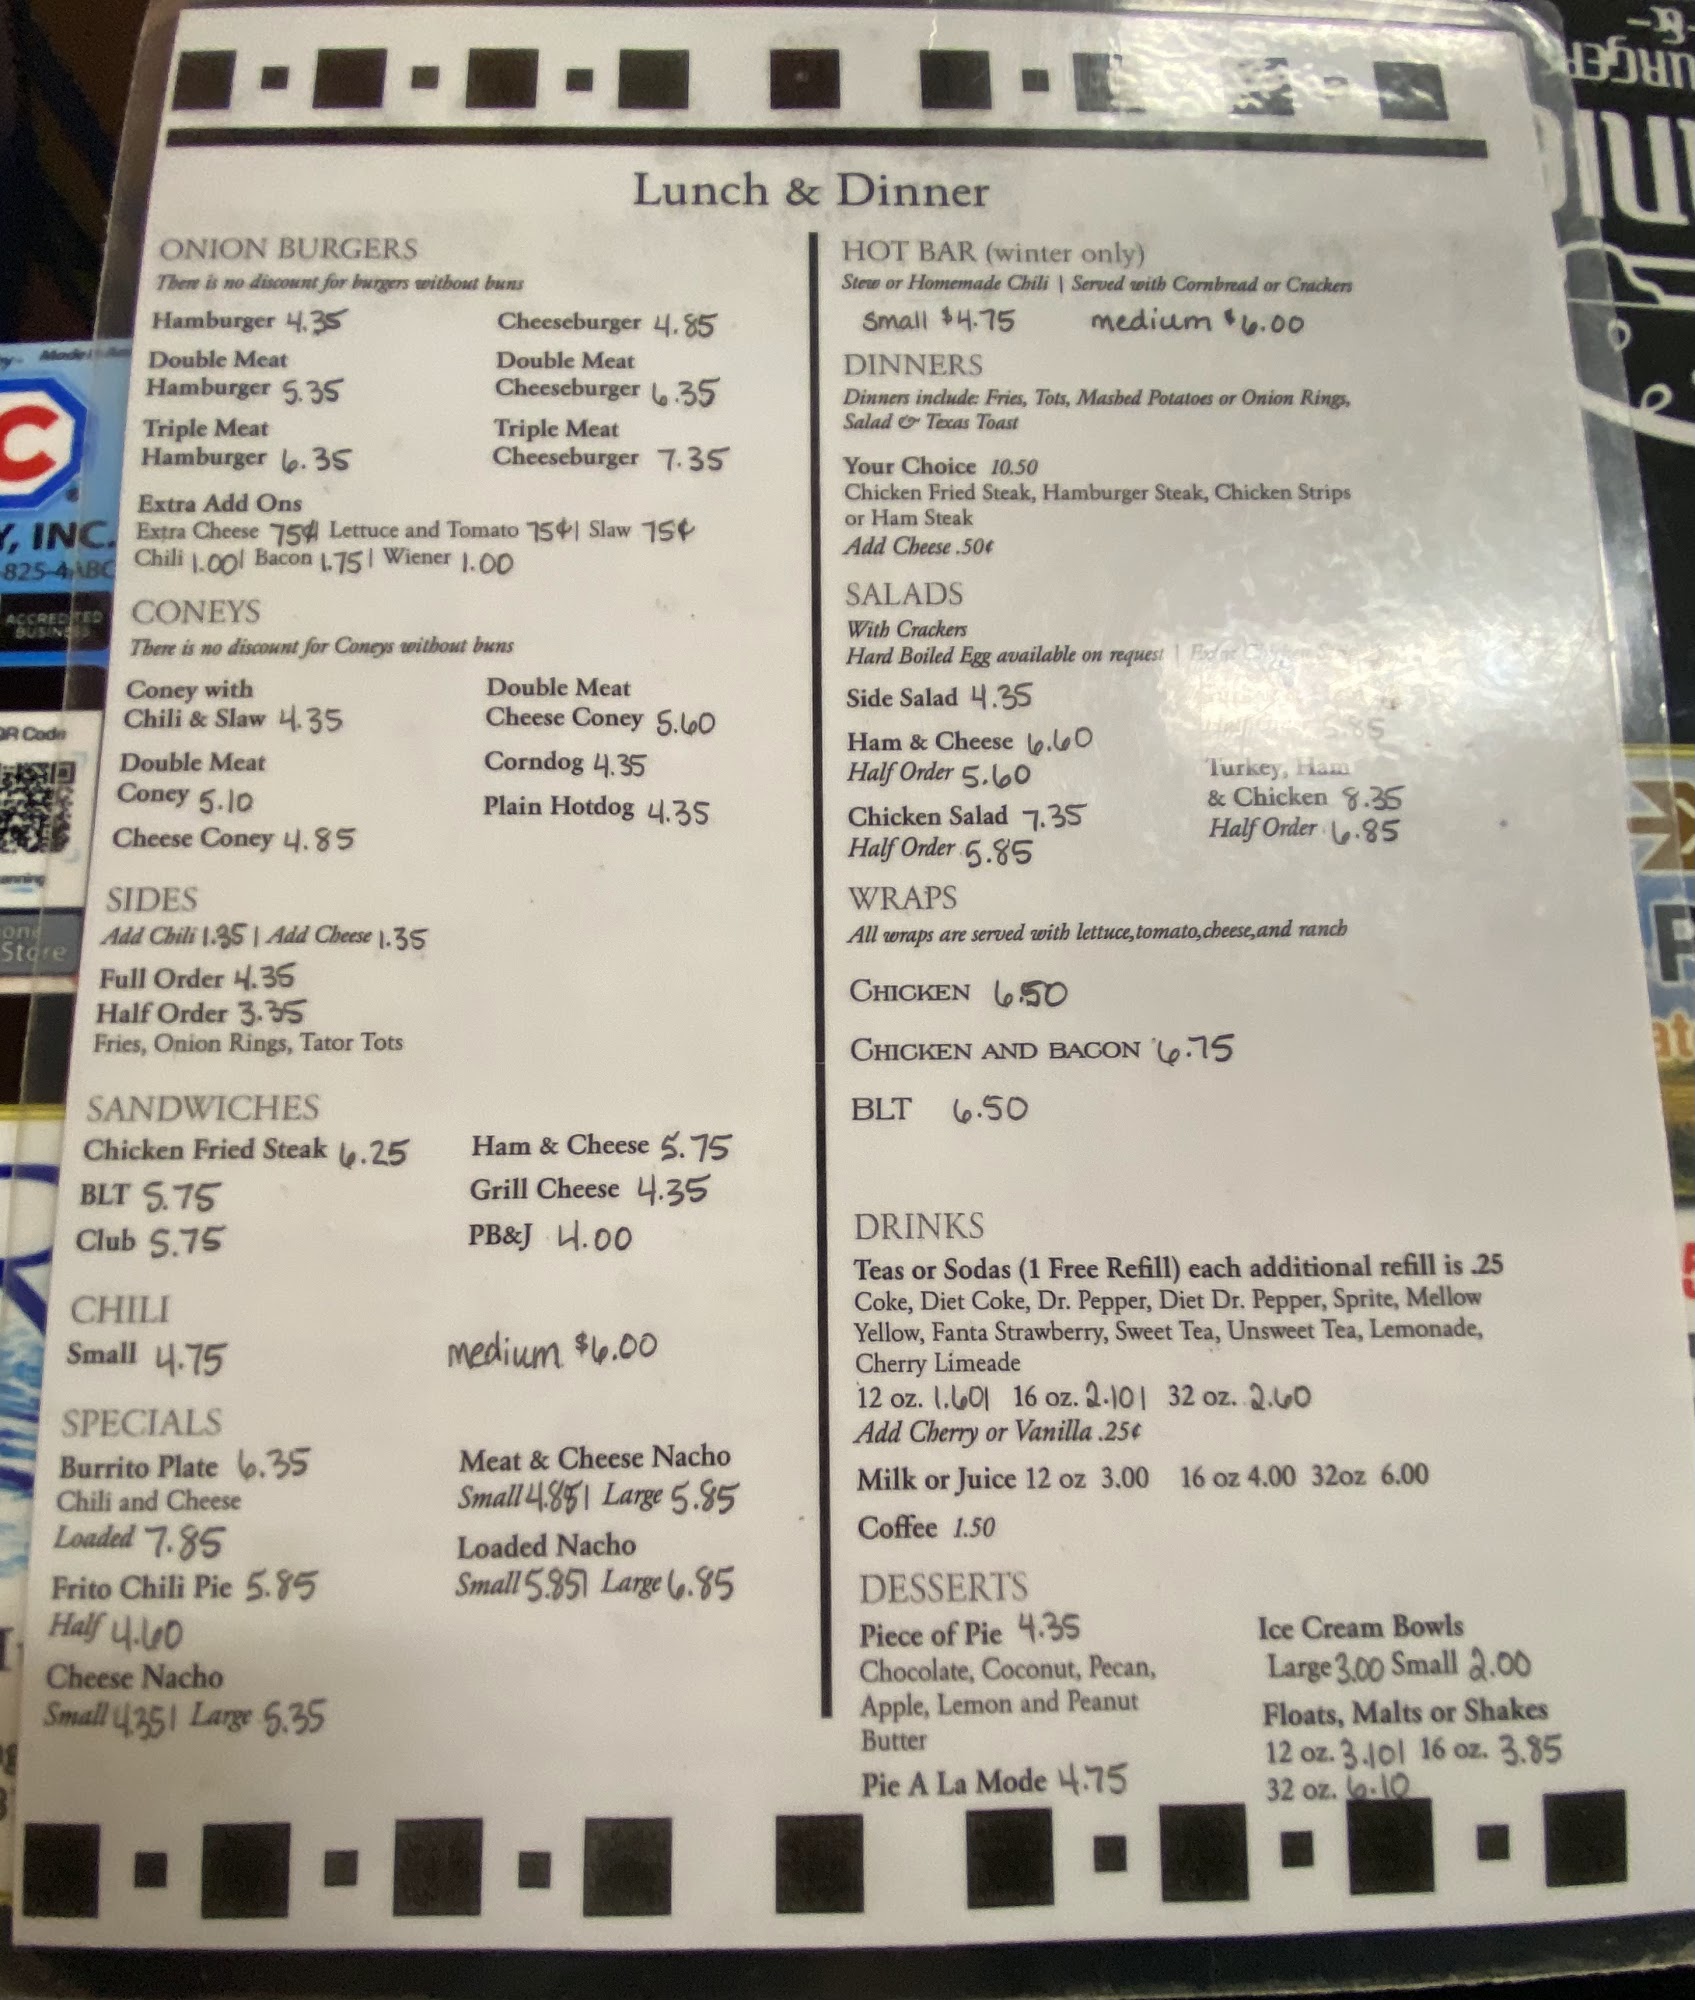 Lunch & Dinner
ONION BURGERS
There is no discount for burgers without buns
Hamburger 4.35
Cheeseburger 4.85
Double Meat
Hamburger 5.35
Double Meat
Cheeseburger 6.35
Triple Meat
Hamburger 6.35
Triple Meat
Cheeseburger 7.35
Extra Add Ons
Extra Cheese 75¢| Lettuce and Tomato 75¢| Slaw 75¢
Chili 1.00| Bacon 1.75| Wiener 1.00
CONEYS
There is no discount for Coneys without buns
Coney with
Chili & Slaw 4.35
Double Meat
Coney 5.10
Cheese Coney 4.85
Double Meat
Cheese Coney 5.60
Corndog 4.35
Plain Hotdog 4.35
SIDES
Add Chili 1.35 | Add Cheese 1.35
Full Order 4.35
Half Order 3.35
Fries, Onion Rings, Tator Tots
SANDWICHES
Chicken Fried Steak 6.25
BLT 5.75
Club 5.75
Ham & Cheese 5.75
Grill Cheese 4.35
PB&J 4.00
CHILI
Small 4.75
medium $6.00
SPECIALS
Burrito Plate 6.35
Chili and Cheese
Loaded 7.85
Frito Chili Pie 5.85
Half 4.60
Cheese Nacho
Small 4.35| Large 5.35
Meat & Cheese Nacho
Small 4.85| Large 5.85
Loaded Nacho
Small 5.85| Large 6.85
HOT BAR (winter only)
Stew or Homemade Chili | Served with Cornbread or Crackers
small $4.75 medium $6.00
DINNERS
Dinners include: Fries, Tots, Mashed Potatoes or Onion Rings,
Salad & Texas Toast
Your Choice 10.50
Chicken Fried Steak, Hamburger Steak, Chicken Strips
or Ham Steak
Add Cheese .50¢
SALADS
With Crackers
Hard Boiled Egg available on request |
Side Salad 4.35
Ham & Cheese 6.60
Half Order 5.60
Chicken Salad 7.35
Half Order 5.85
Half Order 5.85
Turkey, Ham
& Chicken 8.35
Half Order 6.85
WRAPS
All wraps are served with lettuce,tomato,cheese,and ranch
CHICKEN 6.50
CHICKEN AND BACON 6.75
BLT 6.50
DRINKS
Teas or Sodas (1 Free Refill) each additional refill is .25
Coke, Diet Coke, Dr. Pepper, Diet Dr. Pepper, Sprite, Mellow
Yellow, Fanta Strawberry, Sweet Tea, Unsweet Tea, Lemonade,
Cherry Limeade
12 oz. 1.60| 16 oz. 2.10| 32 oz. 2.60
Add Cherry or Vanilla .25¢
Milk or Juice 12 oz 3.00 16 oz 4.00 32oz 6.00
Coffee 1.50
DESSERTS
Piece of Pie 4.35
Chocolate, Coconut, Pecan,
Apple, Lemon and Peanut
Butter
Pie A La Mode 4.75
Ice Cream Bowls
Large 3.00 Small 2.00
Floats, Malts or Shakes
12 oz. 3.10| 16 oz. 3.85
32 oz. 6.10
C
Y, INC.
825-4ABC
ACCREDITED
BUSINESS
QR Code
Store